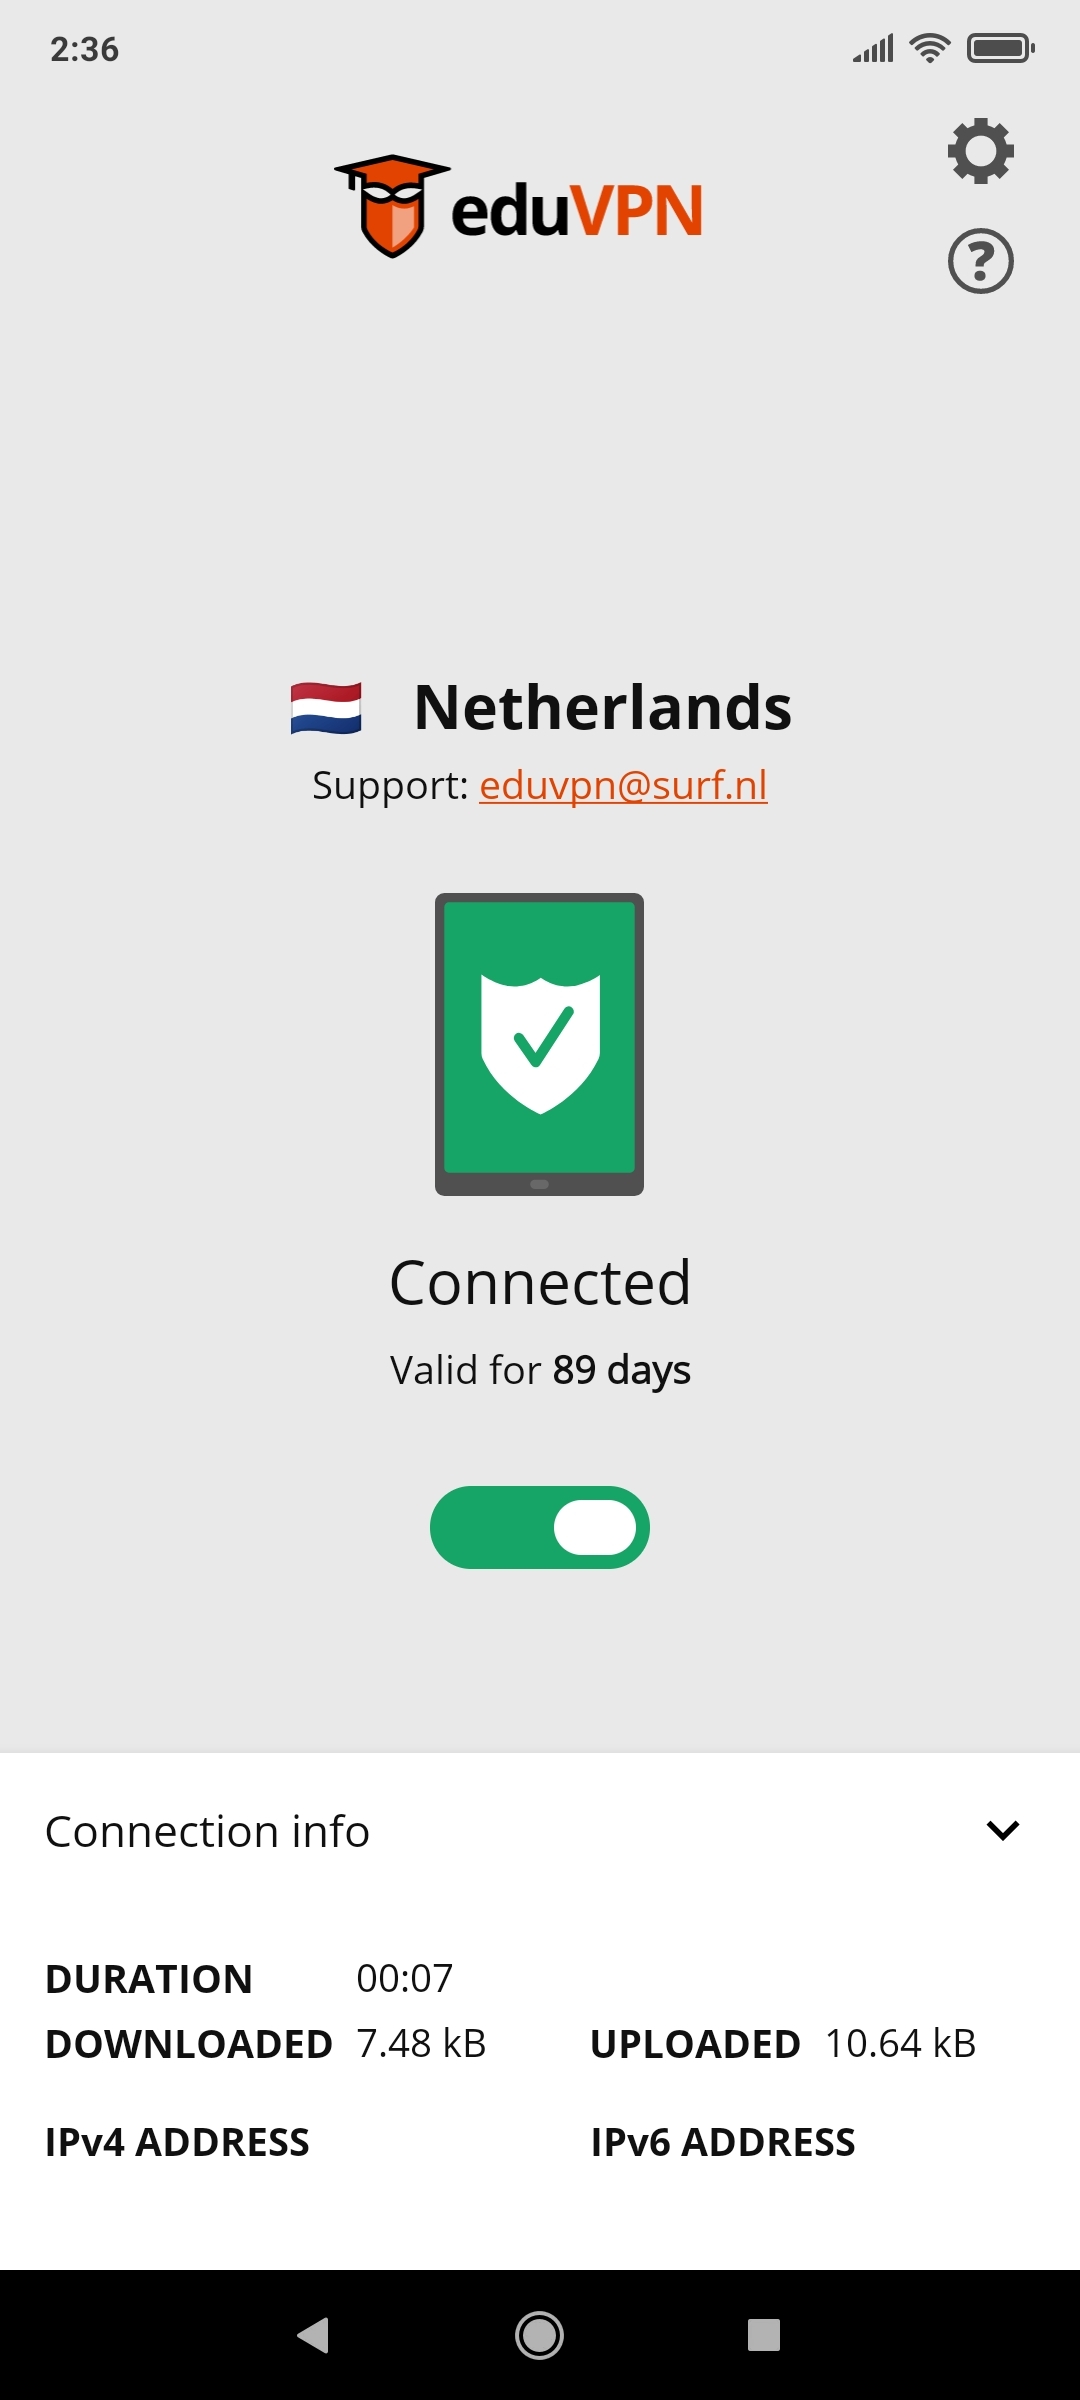 2:36
eduVPN
?
Netherlands
Support: eduvpn@surf.nl
Connected
Valid for 89 days
Connection info
DURATION 00:07
DOWNLOADED 7.48 kB UPLOADED 10.64 kB
IPv4 ADDRESS IPv6 ADDRESS